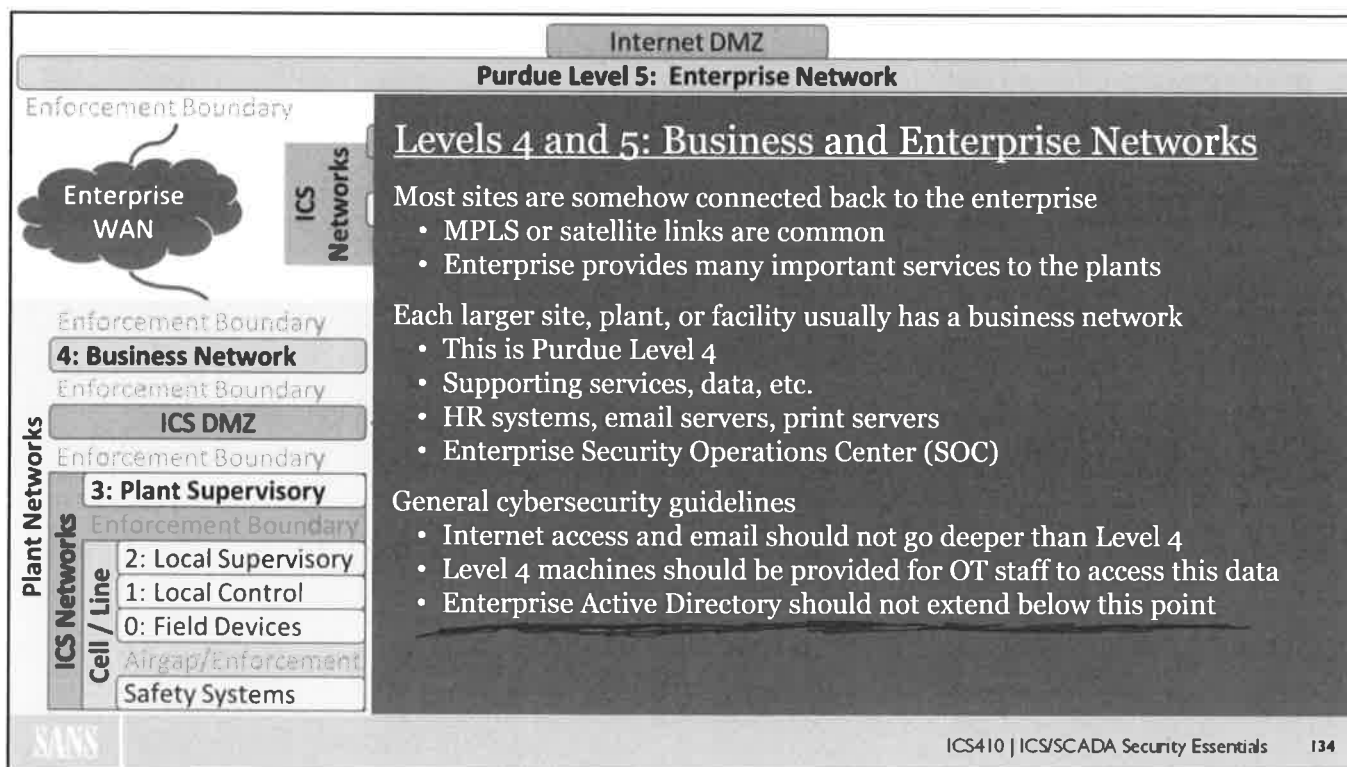 Internet DMZ
Purdue Level 5: Enterprise Network
Enforcement Boundary
Enterprise
WAN
ICS
Networks
Enforcement Boundary
4: Business Network
Enforcement Boundary
ICS DMZ
Enforcement Boundary
3: Plant Supervisory
Enforcement Boundary
2: Local Supervisory
1: Local Control
0: Field Devices
Airgap/Enforcement
Safety Systems
Plant Networks
ICS Networks
Cell / Line
Levels 4 and 5: Business and Enterprise Networks
Most sites are somehow connected back to the enterprise
• MPLS or satellite links are common
• Enterprise provides many important services to the plants
Each larger site, plant, or facility usually has a business network
• This is Purdue Level 4
• Supporting services, data, etc.
• HR systems, email servers, print servers
• Enterprise Security Operations Center (SOC)
General cybersecurity guidelines
• Internet access and email should not go deeper than Level 4
• Level 4 machines should be provided for OT staff to access this data
• Enterprise Active Directory should not extend below this point
SANS
ICS410 | ICS/SCADA Security Essentials 134